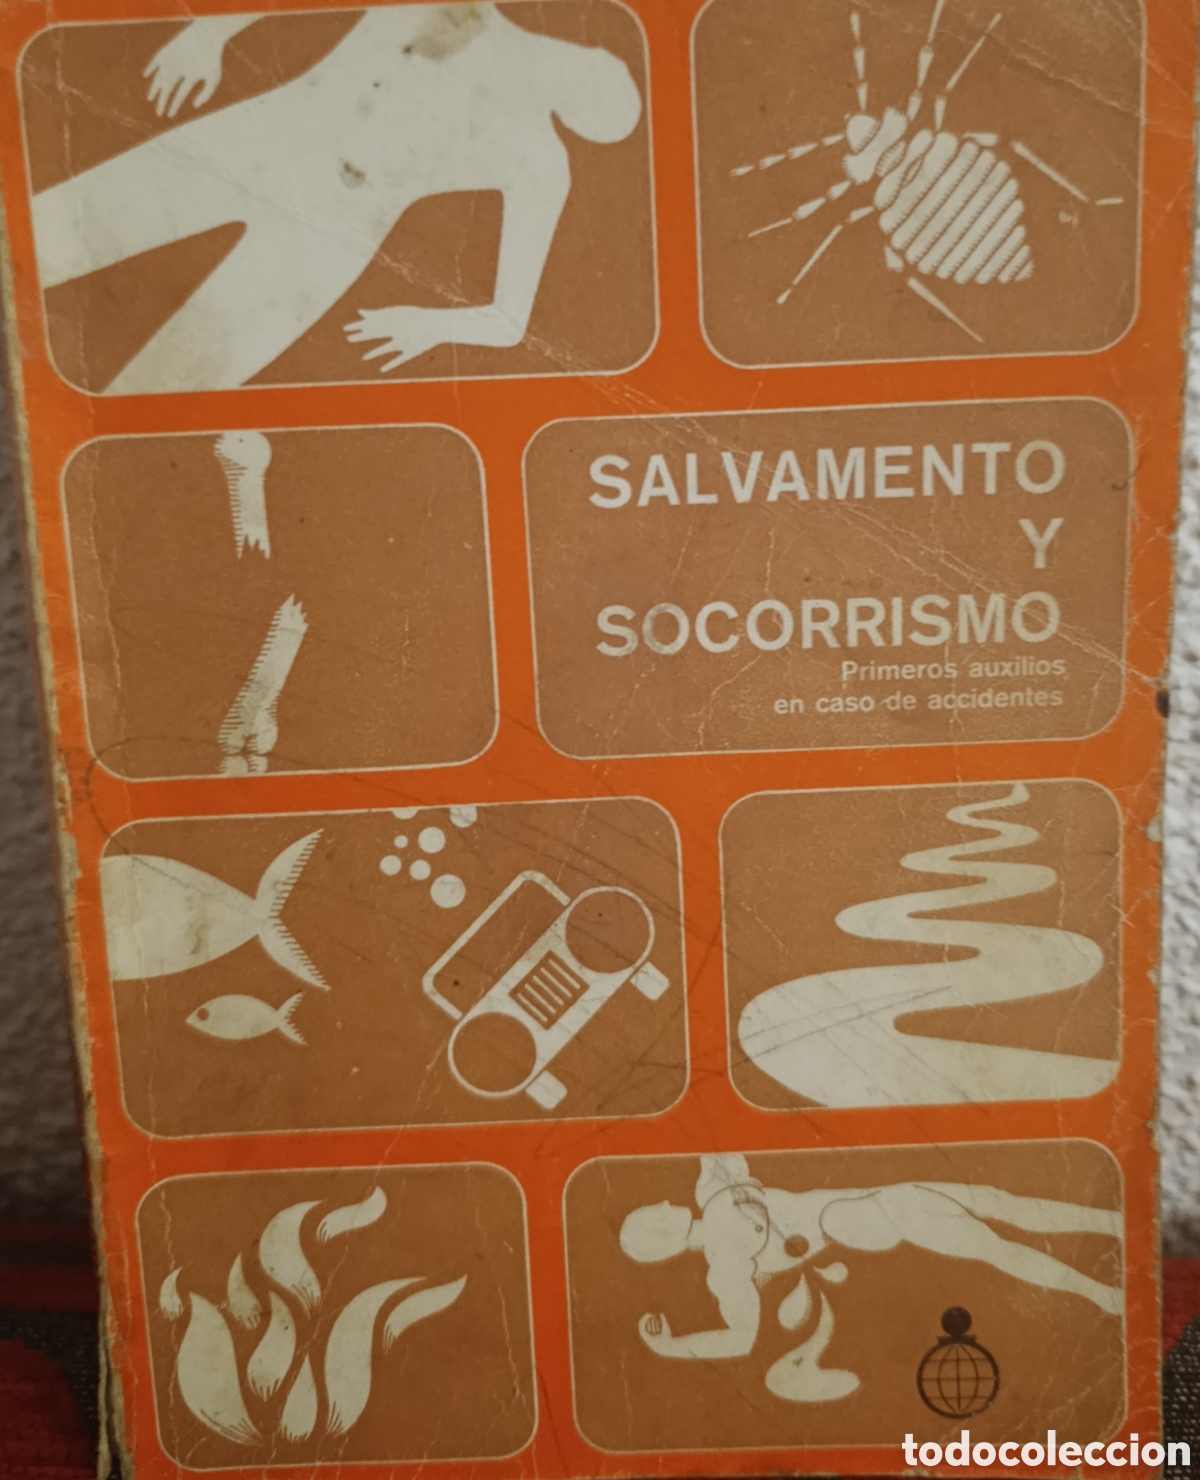 SALVAMENTO
Y
SOCORRISMO
Primeros auxilios
en caso de accidentes
todocoleccion